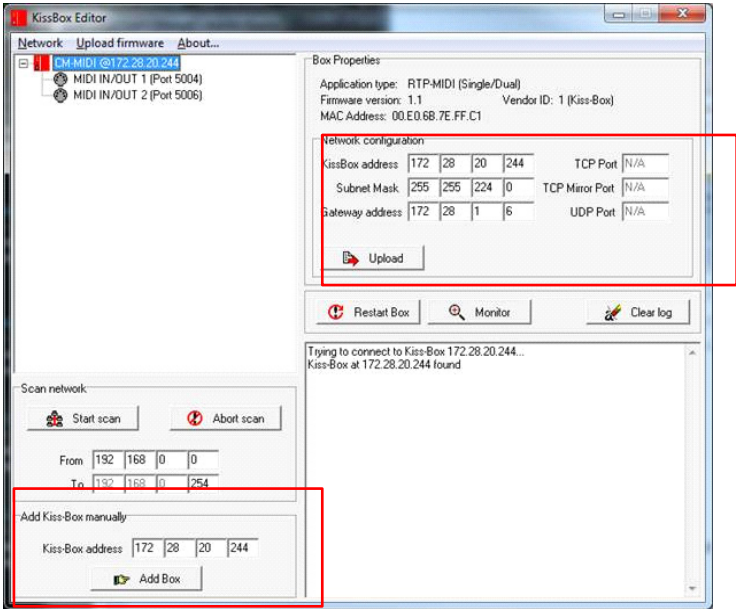 KissBox Editor
Network Upload firmware About...
CM-MIDI @172.28.20.244
MIDI IN/OUT 1 (Port 5004)
MIDI IN/OUT 2 (Port 5006)
Box Properties
Application type: RTP-MIDI (Single/Dual)
Firmware version: 1.1 Vendor ID: 1 (Kiss-Box)
MAC Address: 00.E0.6B.7E.FF.C1
Network configuration
KissBox address 172 28 20 244 TCP Port N/A
Subnet Mask 255 255 224 0 TCP Mirror Port N/A
Gateway address 172 28 1 6 UDP Port N/A
Upload
Restart Box Monitor Clear log
Trying to connect to Kiss-Box 172.28.20.244...
Kiss-Box at 172.28.20.244 found
Scan network
Start scan Abort scan
From 192 168 0 0
To 192 168 0 254
Add Kiss-Box manually
Kiss-Box address 172 28 20 244
Add Box